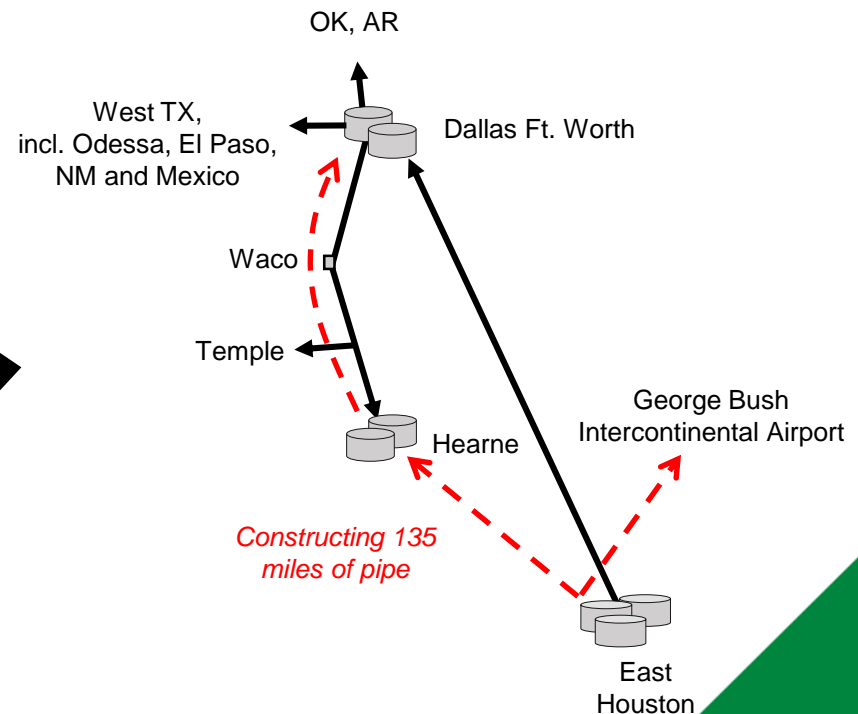 OK, AR
West TX,
incl. Odessa, El Paso,
NM and Mexico
Dallas Ft. Worth
Waco
Temple
George Bush
Intercontinental Airport
Hearne
Constructing 135
miles of pipe
East
Houston